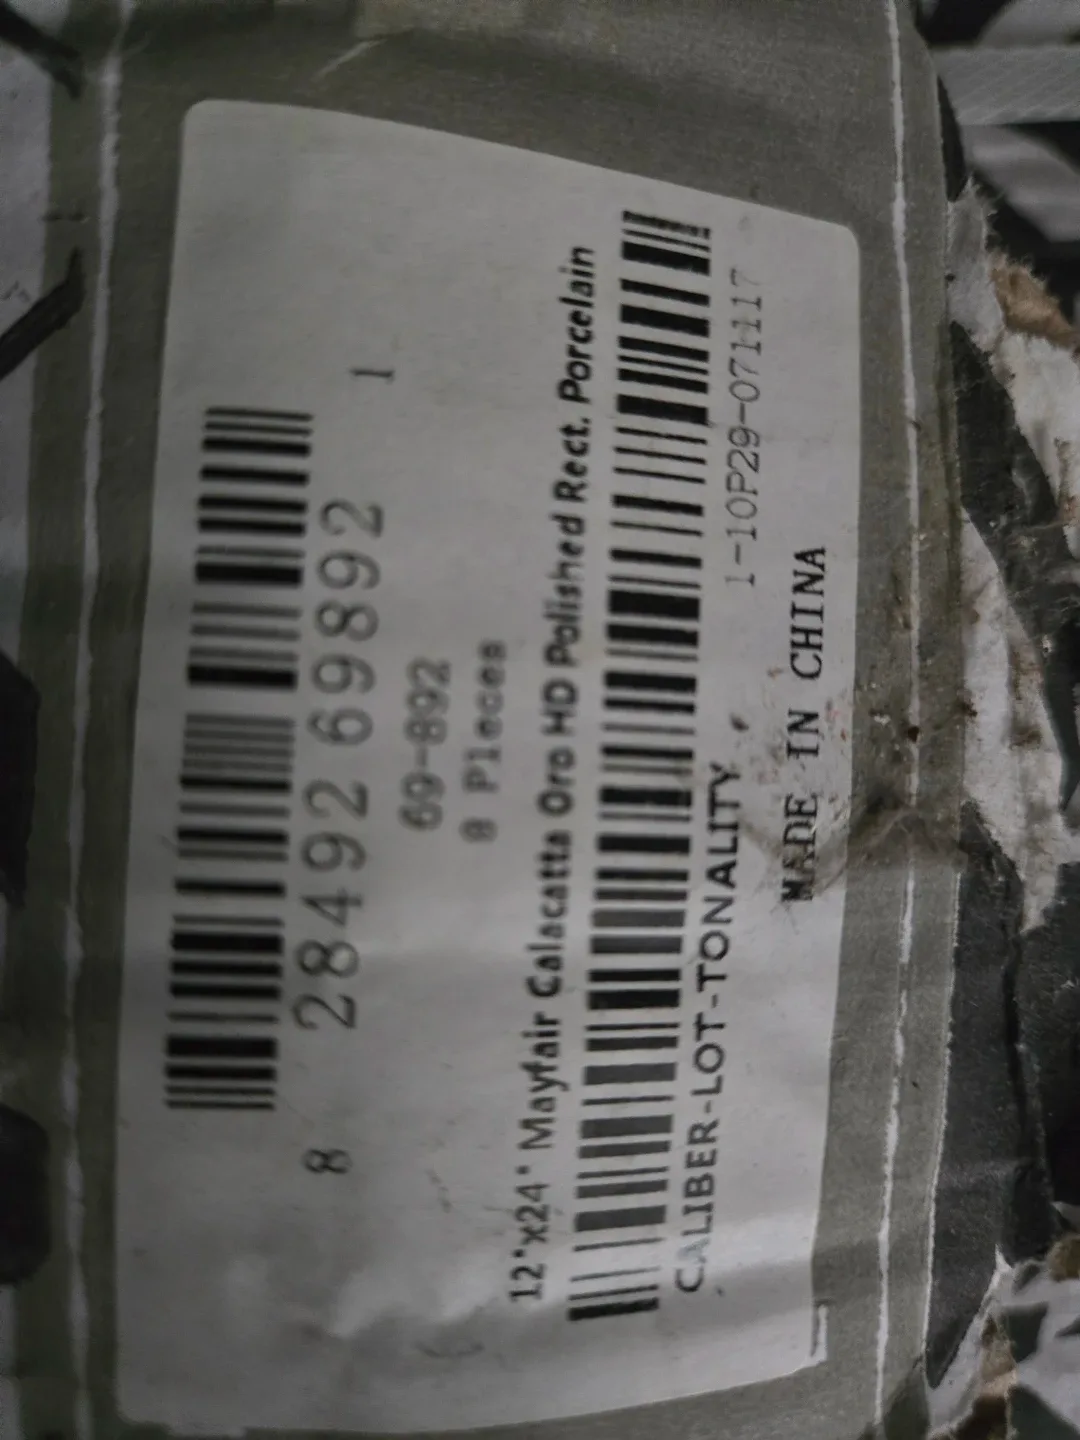 8 28492 69892 1
69-892
8 Pieces
12"x24" Mayfair Calacatta Oro HD Polished Rect. Porcelain
CALIBER-LOT-TONALITY
1-10P29-071117
MADE IN CHINA